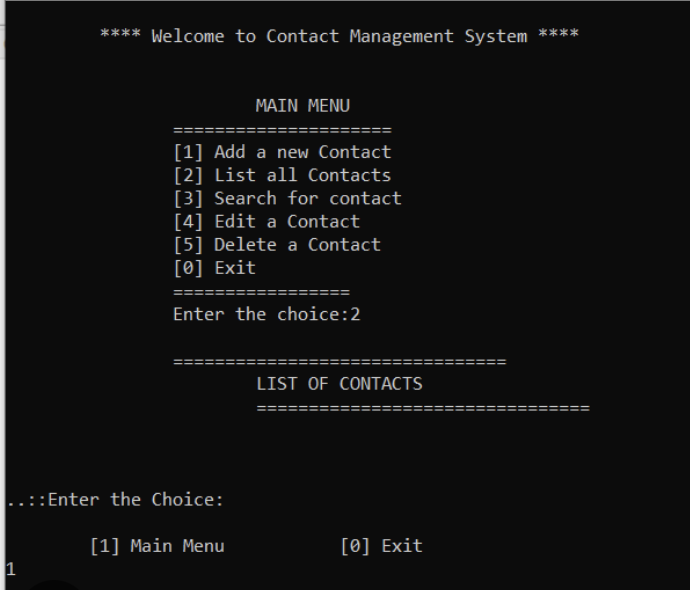 **** Welcome to Contact Management System ****
MAIN MENU
=====================
[1] Add a new Contact
[2] List all Contacts
[3] Search for contact
[4] Edit a Contact
[5] Delete a Contact
[0] Exit
=================
Enter the choice:2
================================
LIST OF CONTACTS
================================
..::Enter the Choice:
[1] Main Menu [0] Exit
1